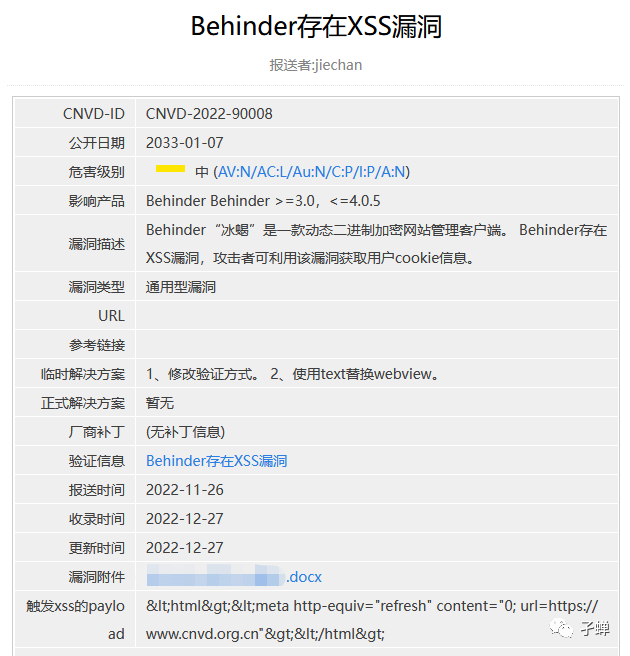 Behinder存在XSS漏洞
报送者:jiechan
CNVD-ID CNVD-2022-90008
公开日期 2033-01-07
危害级别 中 (AV:N/AC:L/Au:N/C:P/I:P/A:N)
影响产品 Behinder Behinder >=3.0，<=4.0.5
漏洞描述 Behinder“冰蝎”是一款动态二进制加密网站管理客户端。 Behinder存在
XSS漏洞，攻击者可利用该漏洞获取用户cookie信息。
漏洞类型 通用型漏洞
URL
参考链接
临时解决方案 1、修改验证方式。 2、使用text替换webview。
正式解决方案 暂无
厂商补丁 (无补丁信息)
验证信息 Behinder存在XSS漏洞
报送时间 2022-11-26
收录时间 2022-12-27
更新时间 2022-12-27
漏洞附件 .docx
触发xss的paylo &lt;html&gt;&lt;meta http-equiv="refresh" content="0; url=https://
ad www.cnvd.org.cn"&gt;&lt;/html&gt;
子蝉